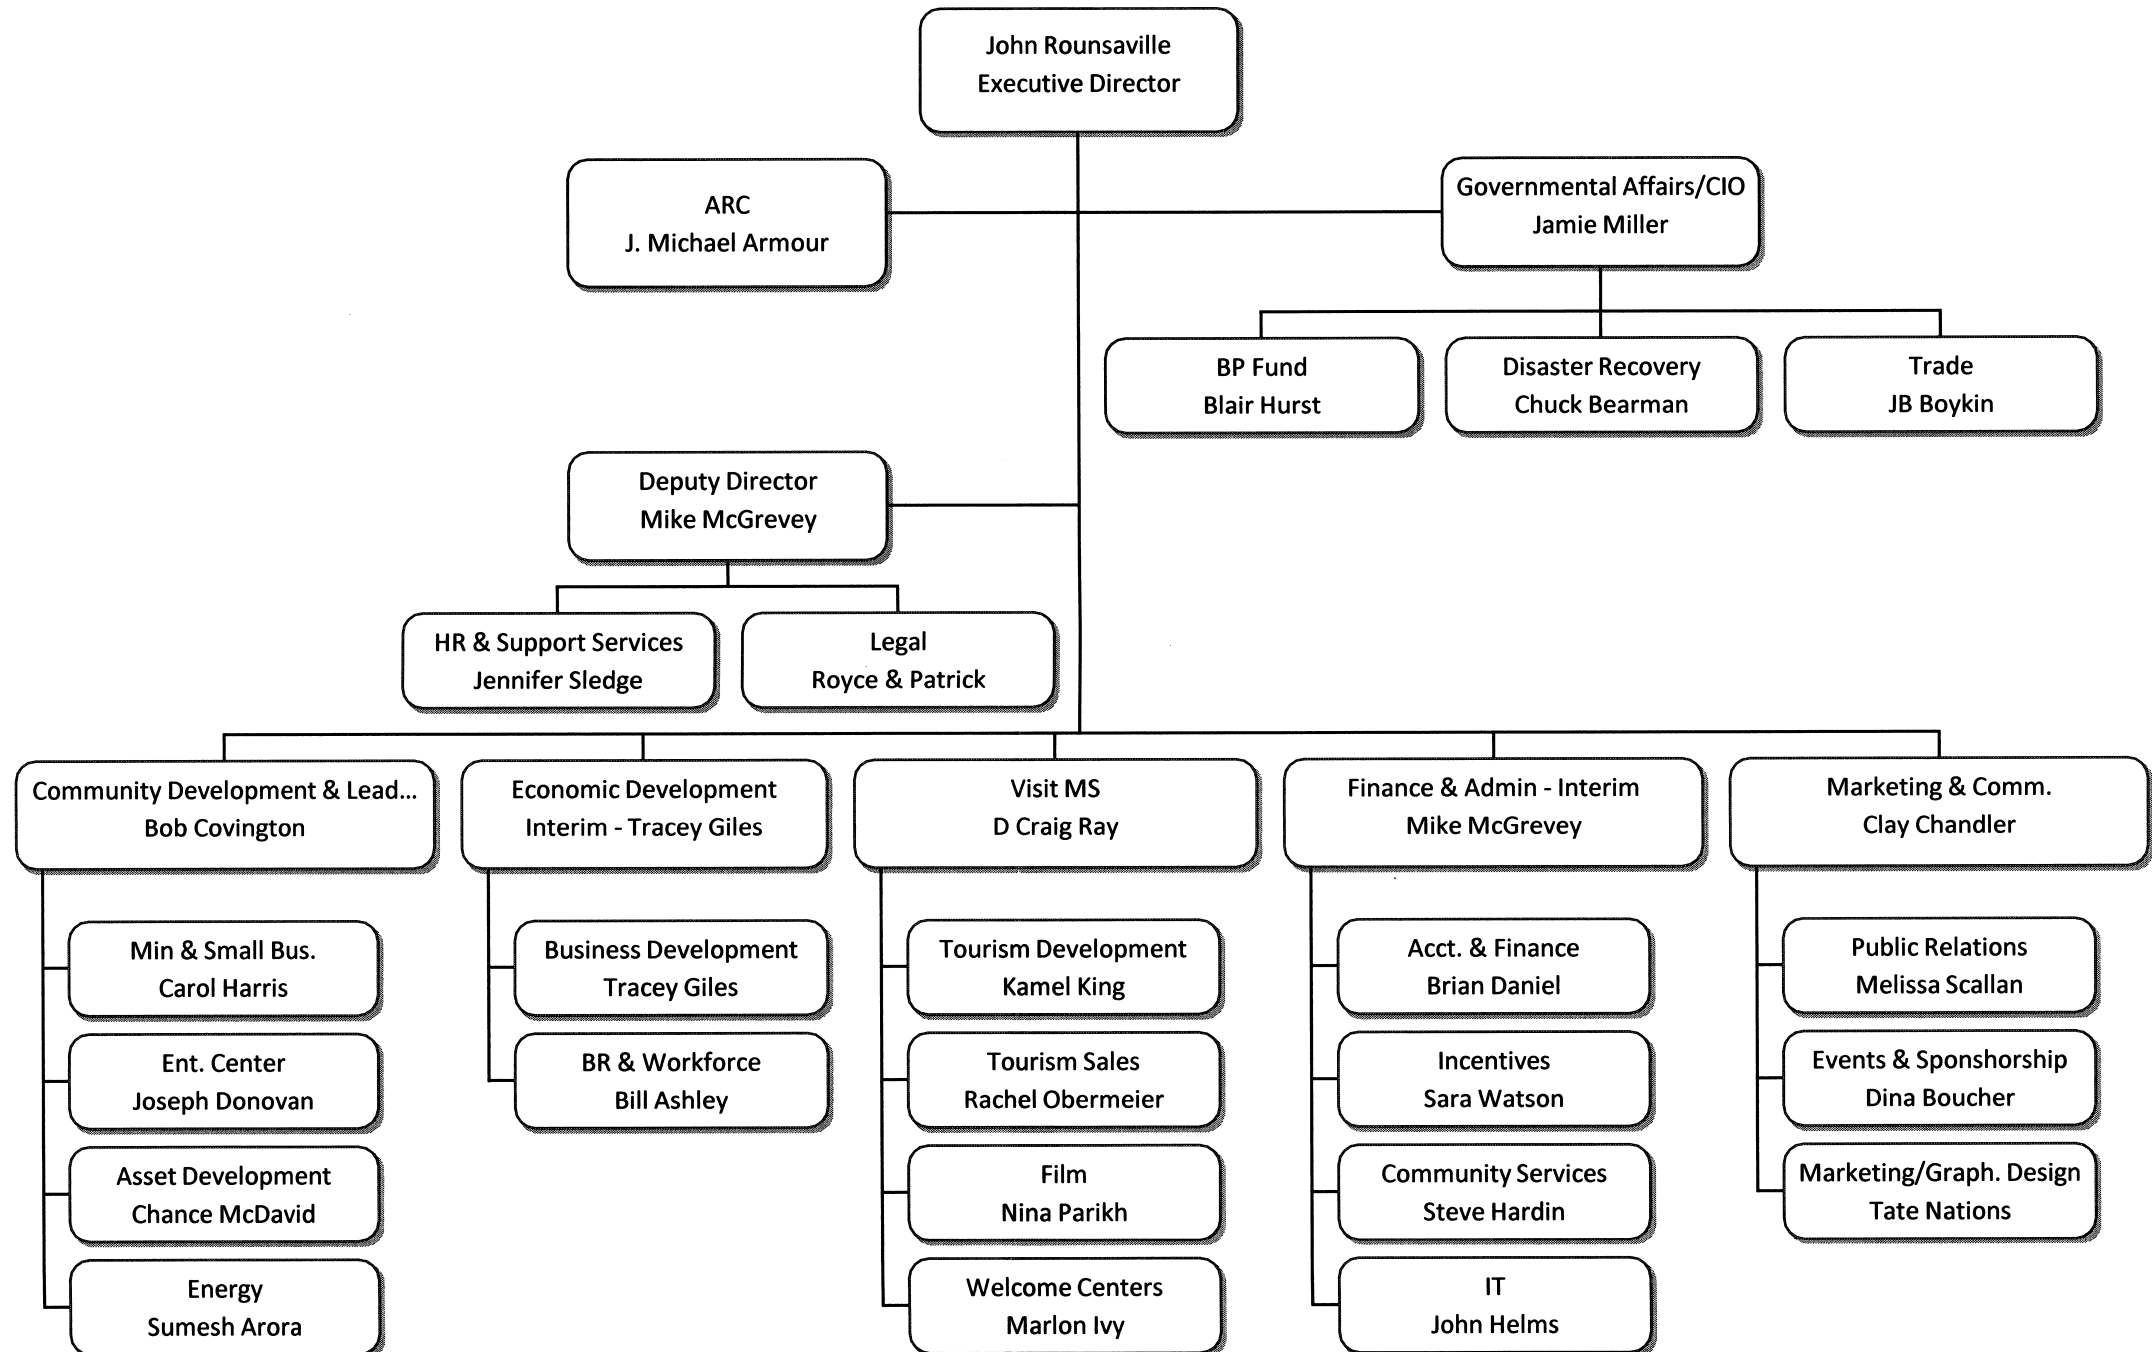 John Rounsaville
Executive Director
ARC
J. Michael Armour
Governmental Affairs/CIO
Jamie Miller
BP Fund
Blair Hurst
Disaster Recovery
Chuck Bearman
Trade
JB Boykin
Deputy Director
Mike McGrevey
HR & Support Services
Jennifer Sledge
Legal
Royce & Patrick
Community Development & Lead...
Bob Covington
Economic Development
Interim - Tracey Giles
Visit MS
D Craig Ray
Finance & Admin - Interim
Mike McGrevey
Marketing & Comm.
Clay Chandler
Min & Small Bus.
Carol Harris
Ent. Center
Joseph Donovan
Asset Development
Chance McDavid
Energy
Sumesh Arora
Business Development
Tracey Giles
BR & Workforce
Bill Ashley
Tourism Development
Kamel King
Tourism Sales
Rachel Obermeier
Film
Nina Parikh
Welcome Centers
Marlon Ivy
Acct. & Finance
Brian Daniel
Incentives
Sara Watson
Community Services
Steve Hardin
IT
John Helms
Public Relations
Melissa Scallan
Events & Sponshorship
Dina Boucher
Marketing/Graph. Design
Tate Nations